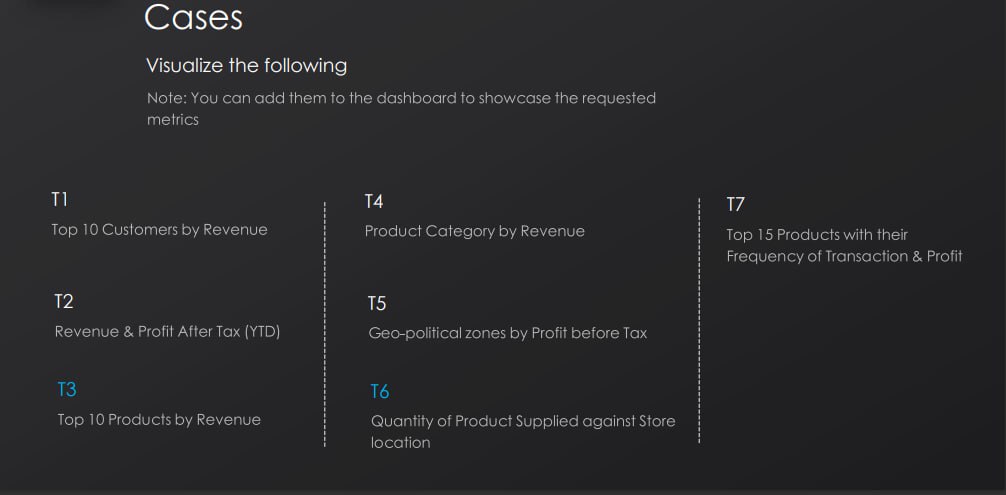 Cases
Visualize the following
Note: You can add them to the dashboard to showcase the requested
metrics
T1
Top 10 Customers by Revenue
T2
Revenue & Profit After Tax (YTD)
T3
Top 10 Products by Revenue
T4
Product Category by Revenue
T5
Geo-political zones by Profit before Tax
T6
Quantity of Product Supplied against Store
location
T7
Top 15 Products with their
Frequency of Transaction & Profit